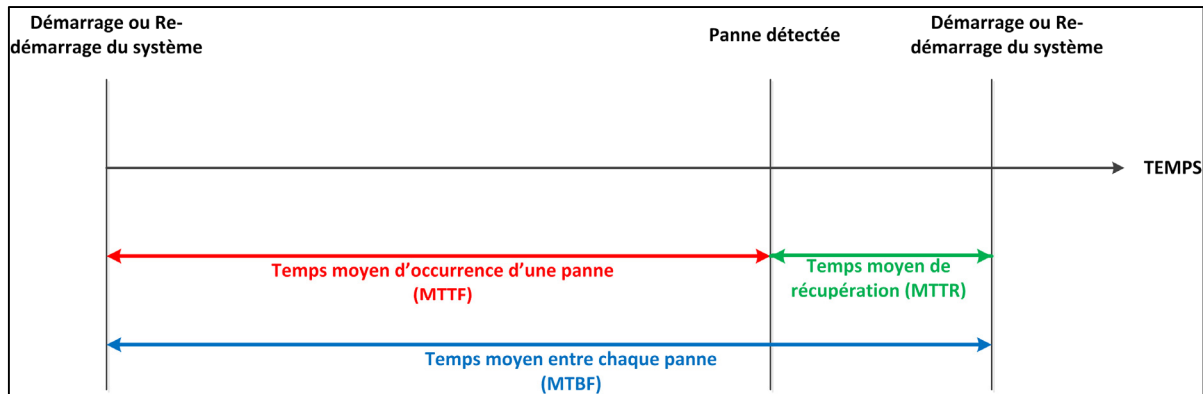 Démarrage ou Re-
démarrage du système
Panne détectée
Démarrage ou Re-
démarrage du système
TEMPS
Temps moyen d’occurrence d’une panne
(MTTF)
Temps moyen de
récupération (MTTR)
Temps moyen entre chaque panne
(MTBF)